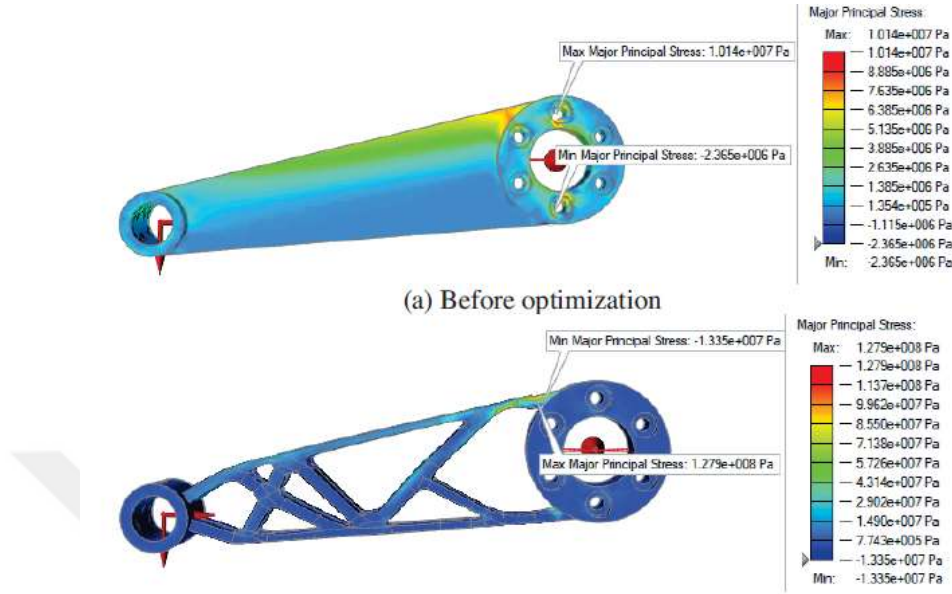 Major Principal Stress:
Max: 1.014e+007 Pa
1.014e+007 Pa
8.885e+006 Pa
7.635e+006 Pa
6.385e+006 Pa
5.135e+006 Pa
3.885e+006 Pa
2.635e+006 Pa
1.385e+006 Pa
1.354e+005 Pa
-1.115e+006 Pa
-2.365e+006 Pa
Min: -2.365e+006 Pa
Max Major Principal Stress: 1.014e+007 Pa
Min Major Principal Stress: -2.365e+006 Pa
(a) Before optimization
Major Principal Stress:
Max: 1.279e+008 Pa
1.279e+008 Pa
1.137e+008 Pa
9.962e+007 Pa
8.550e+007 Pa
7.138e+007 Pa
5.726e+007 Pa
4.314e+007 Pa
2.902e+007 Pa
1.490e+007 Pa
7.743e+005 Pa
-1.335e+007 Pa
Min: -1.335e+007 Pa
Min Major Principal Stress: -1.335e+007 Pa
Max Major Principal Stress: 1.279e+008 Pa